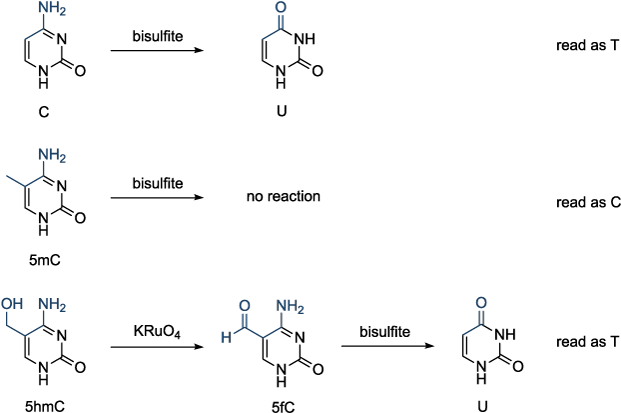 NH₂ O
N bisulfite NH read as T
N H O N H O
C U
NH₂
N bisulfite no reaction read as C
N H O
5mC
OH NH₂ O NH₂ O
N KRuO₄ H N bisulfite NH read as T
N H O N H O N H O
5hmC 5fC U